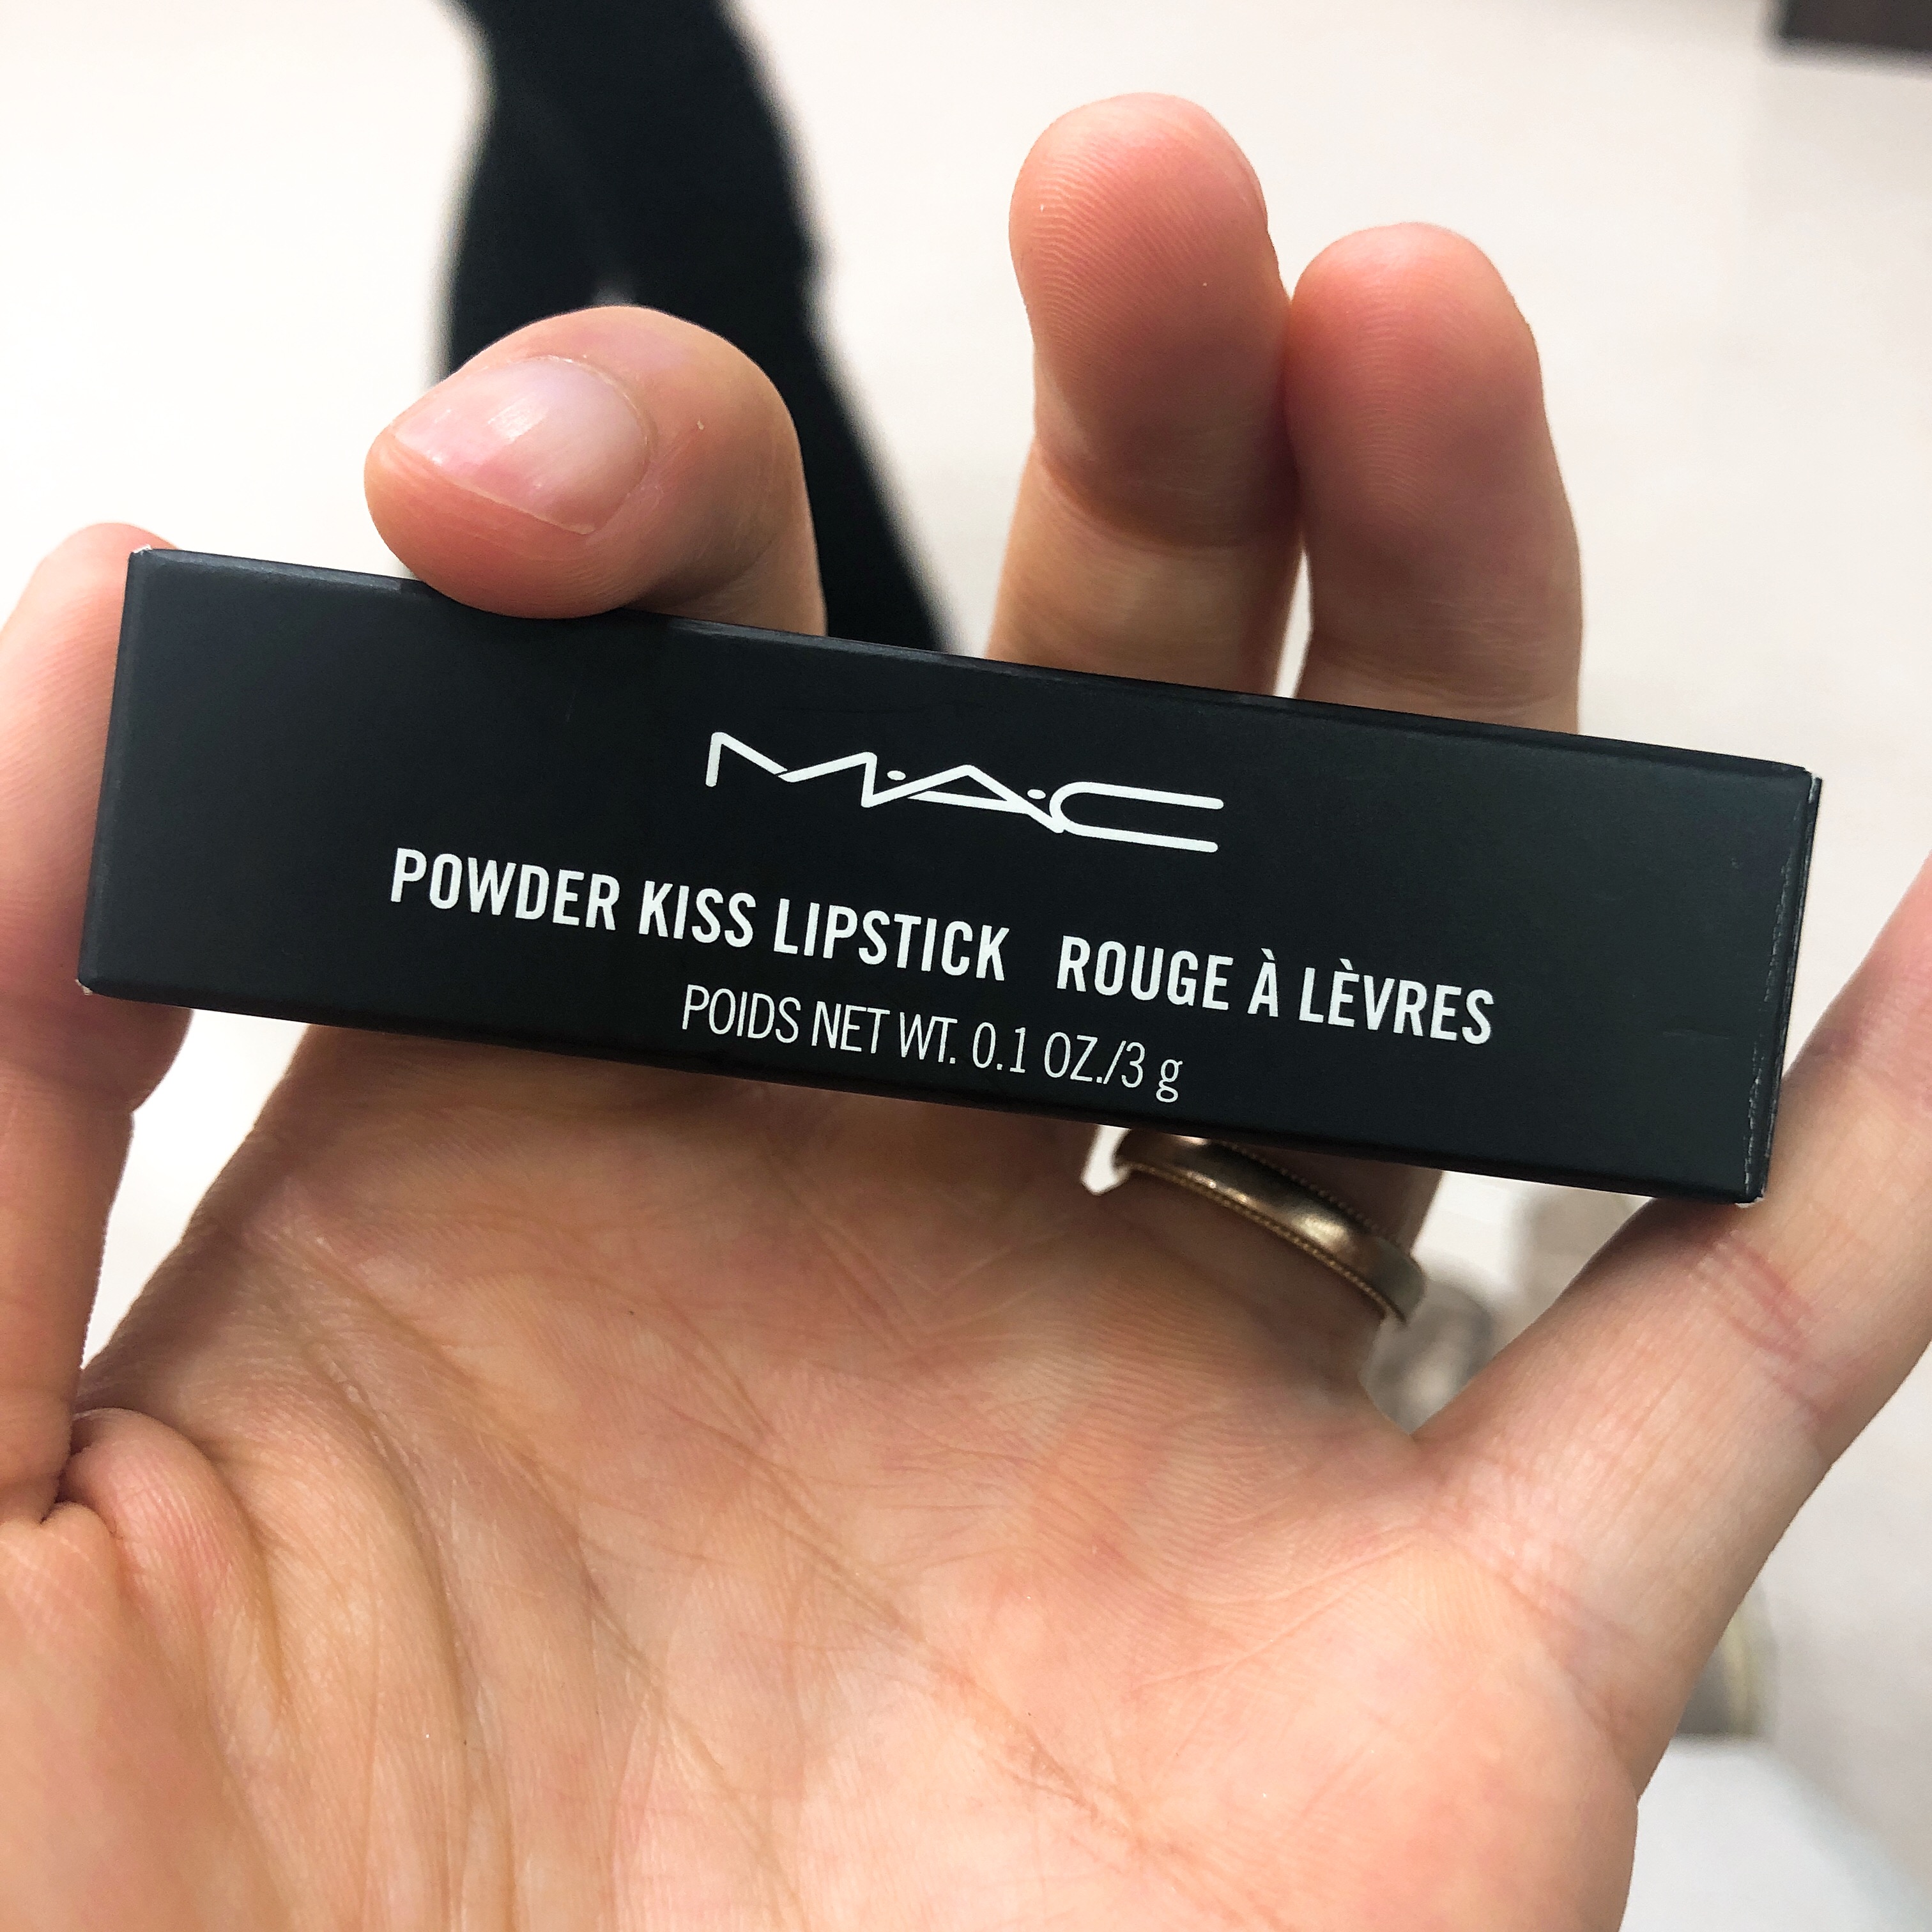 M·A·C
POWDER KISS LIPSTICK ROUGE À LÈVRES
POIDS NET WT. 0.1 OZ./3 g